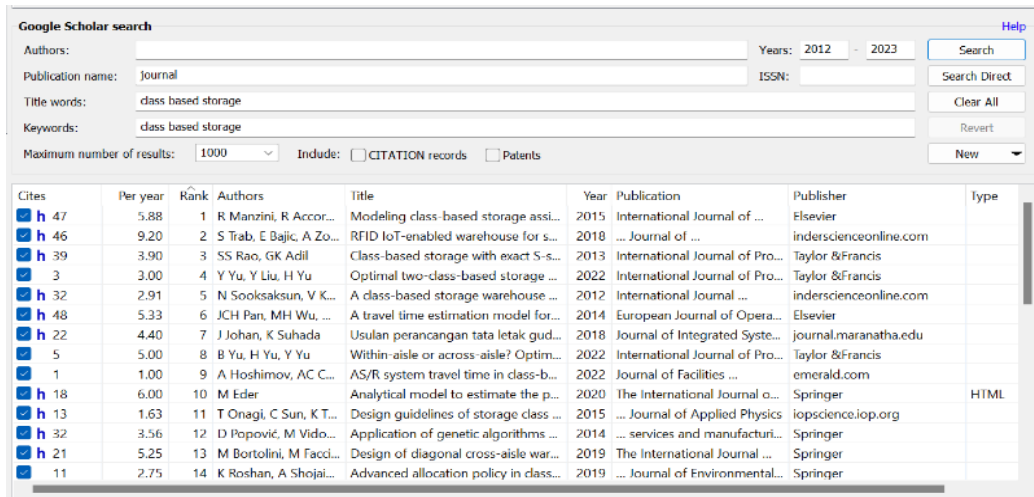 Google Scholar search Help
Authors: Years: 2012 - 2023 Search
Publication name: journal ISSN: Search Direct
Title words: class based storage Clear All
Keywords: class based storage Revert
Maximum number of results: 1000 Include: CITATION records Patents New
Cites Per year Rank Authors Title Year Publication Publisher Type
h 47 5.88 1 R Manzini, R Accor... Modeling class-based storage assi... 2015 International Journal of ... Elsevier
h 46 9.20 2 S Trab, E Bajic, A Zo... RFID IoT-enabled warehouse for s... 2018 ... Journal of ... inderscienceonline.com
h 39 3.90 3 SS Rao, GK Adil Class-based storage with exact S-s... 2013 International Journal of Pro... Taylor &Francis
3 3.00 4 Y Yu, Y Liu, H Yu Optimal two-class-based storage ... 2022 International Journal of Pro... Taylor &Francis
h 32 2.91 5 N Sooksaksun, V K... A class-based storage warehouse ... 2012 International Journal ... inderscienceonline.com
h 48 5.33 6 JCH Pan, MH Wu, ... A travel time estimation model for... 2014 European Journal of Opera... Elsevier
h 22 4.40 7 J Johan, K Suhada Usulan perancangan tata letak gud... 2018 Journal of Integrated Syste... journal.maranatha.edu
5 5.00 8 B Yu, H Yu, Y Yu Within-aisle or across-aisle? Optim... 2022 International Journal of Pro... Taylor &Francis
1 1.00 9 A Hoshimov, AC C... AS/R system travel time in class-b... 2022 Journal of Facilities ... emerald.com
h 18 6.00 10 M Eder Analytical model to estimate the p... 2020 The International Journal o... Springer HTML
h 13 1.63 11 T Onagi, C Sun, K T... Design guidelines of storage class ... 2015 ... Journal of Applied Physics iopscience.iop.org
h 32 3.56 12 D Popović, M Vido... Application of genetic algorithms ... 2014 ... services and manufacturi... Springer
h 21 5.25 13 M Bortolini, M Facci... Design of diagonal cross-aisle war... 2019 The International Journal ... Springer
11 2.75 14 K Roshan, A Shojai... Advanced allocation policy in class... 2019 ... Journal of Environmental... Springer